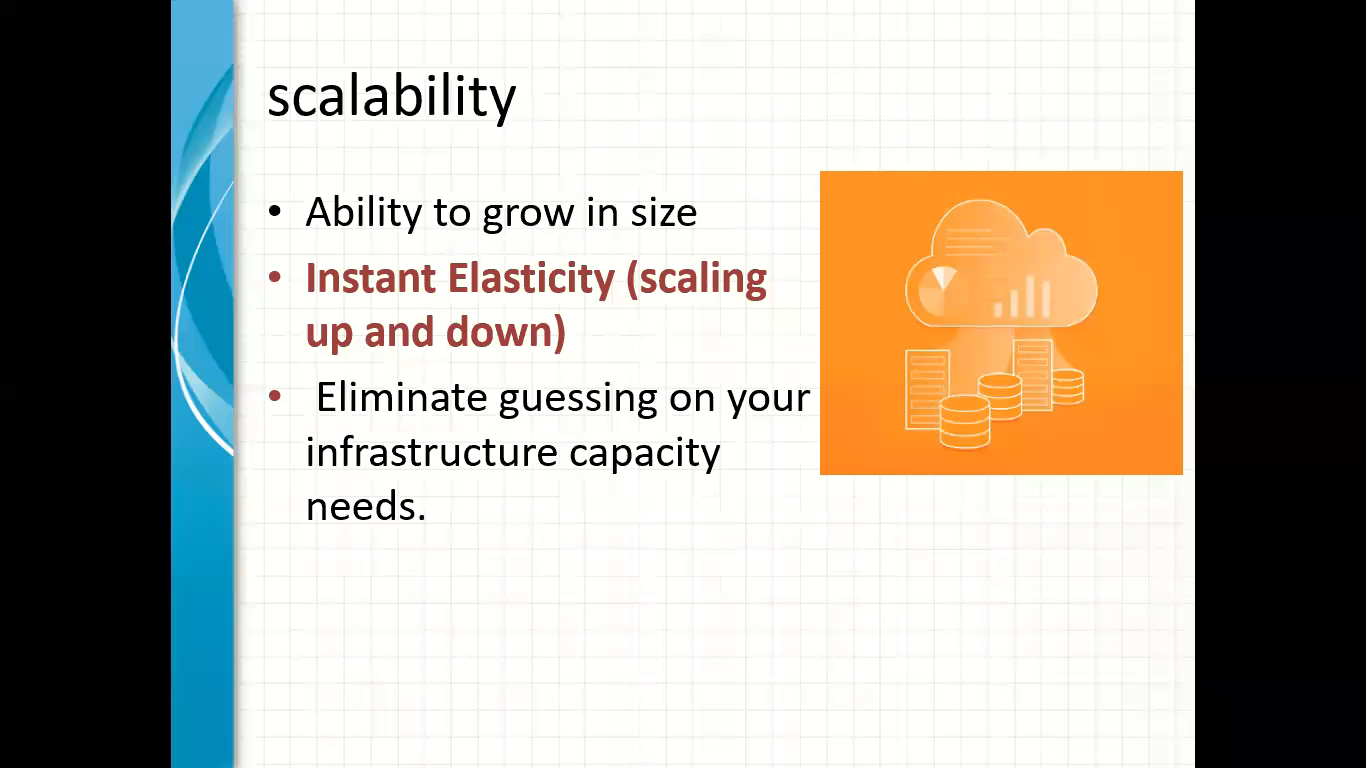 scalability
• Ability to grow in size
• Instant Elasticity (scaling
up and down)
• Eliminate guessing on your
infrastructure capacity
needs.